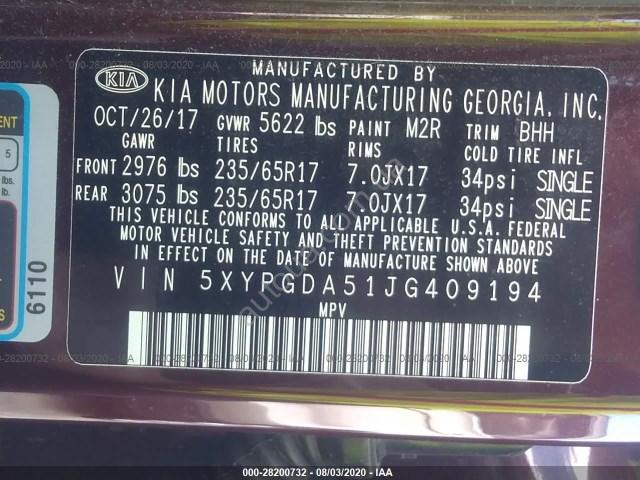 MANUFACTURED BY
KIA KIA MOTORS MANUFACTURING GEORGIA, INC.
OCT/26/17 GVWR 5622 lbs PAINT M2R TRIM BHH
GAWR TIRES RIMS COLD TIRE INFL
FRONT 2976 lbs 235/65R17 7.0JX17 34psi SINGLE
REAR 3075 lbs 235/65R17 7.0JX17 34psi SINGLE
THIS VEHICLE CONFORMS TO ALL APPLICABLE U.S.A. FEDERAL
MOTOR VEHICLE SAFETY AND THEFT PREVENTION STANDARDS
IN EFFECT ON THE DATE OF MANUFACTURE SHOWN ABOVE.
VIN 5XYPGDA51JG409194
MPV
5
lbs.
6110
000-28200732 - 08/03/2020 - IAA